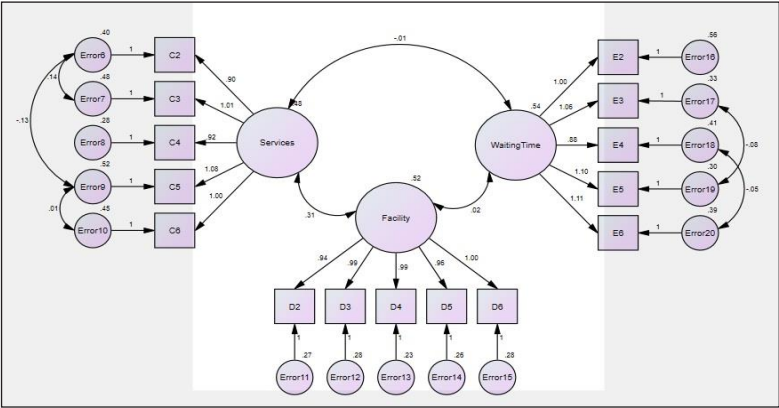 -.01
.40
Error6
1
C2
.90
.14
.48
Error7
1
C3
1.01
-.13
.28
Error8
1
C4
.92
.48
Services
.52
Error9
1
C5
1.08
.01
.45
Error10
1
C6
1.00
.31
.52
Facility
.02
.54
WaitingTime
1.00
E2
1
.56
Error16
1.06
E3
1
.33
Error17
.88
E4
1
.41
Error18
-.08
1.10
E5
1
.30
Error19
-.05
1.11
E6
1
.39
Error20
.94
.99
.99
.96
1.00
D2
D3
D4
D5
D6
1
1
1
1
1
.27
.28
.23
.26
.28
Error11
Error12
Error13
Error14
Error15